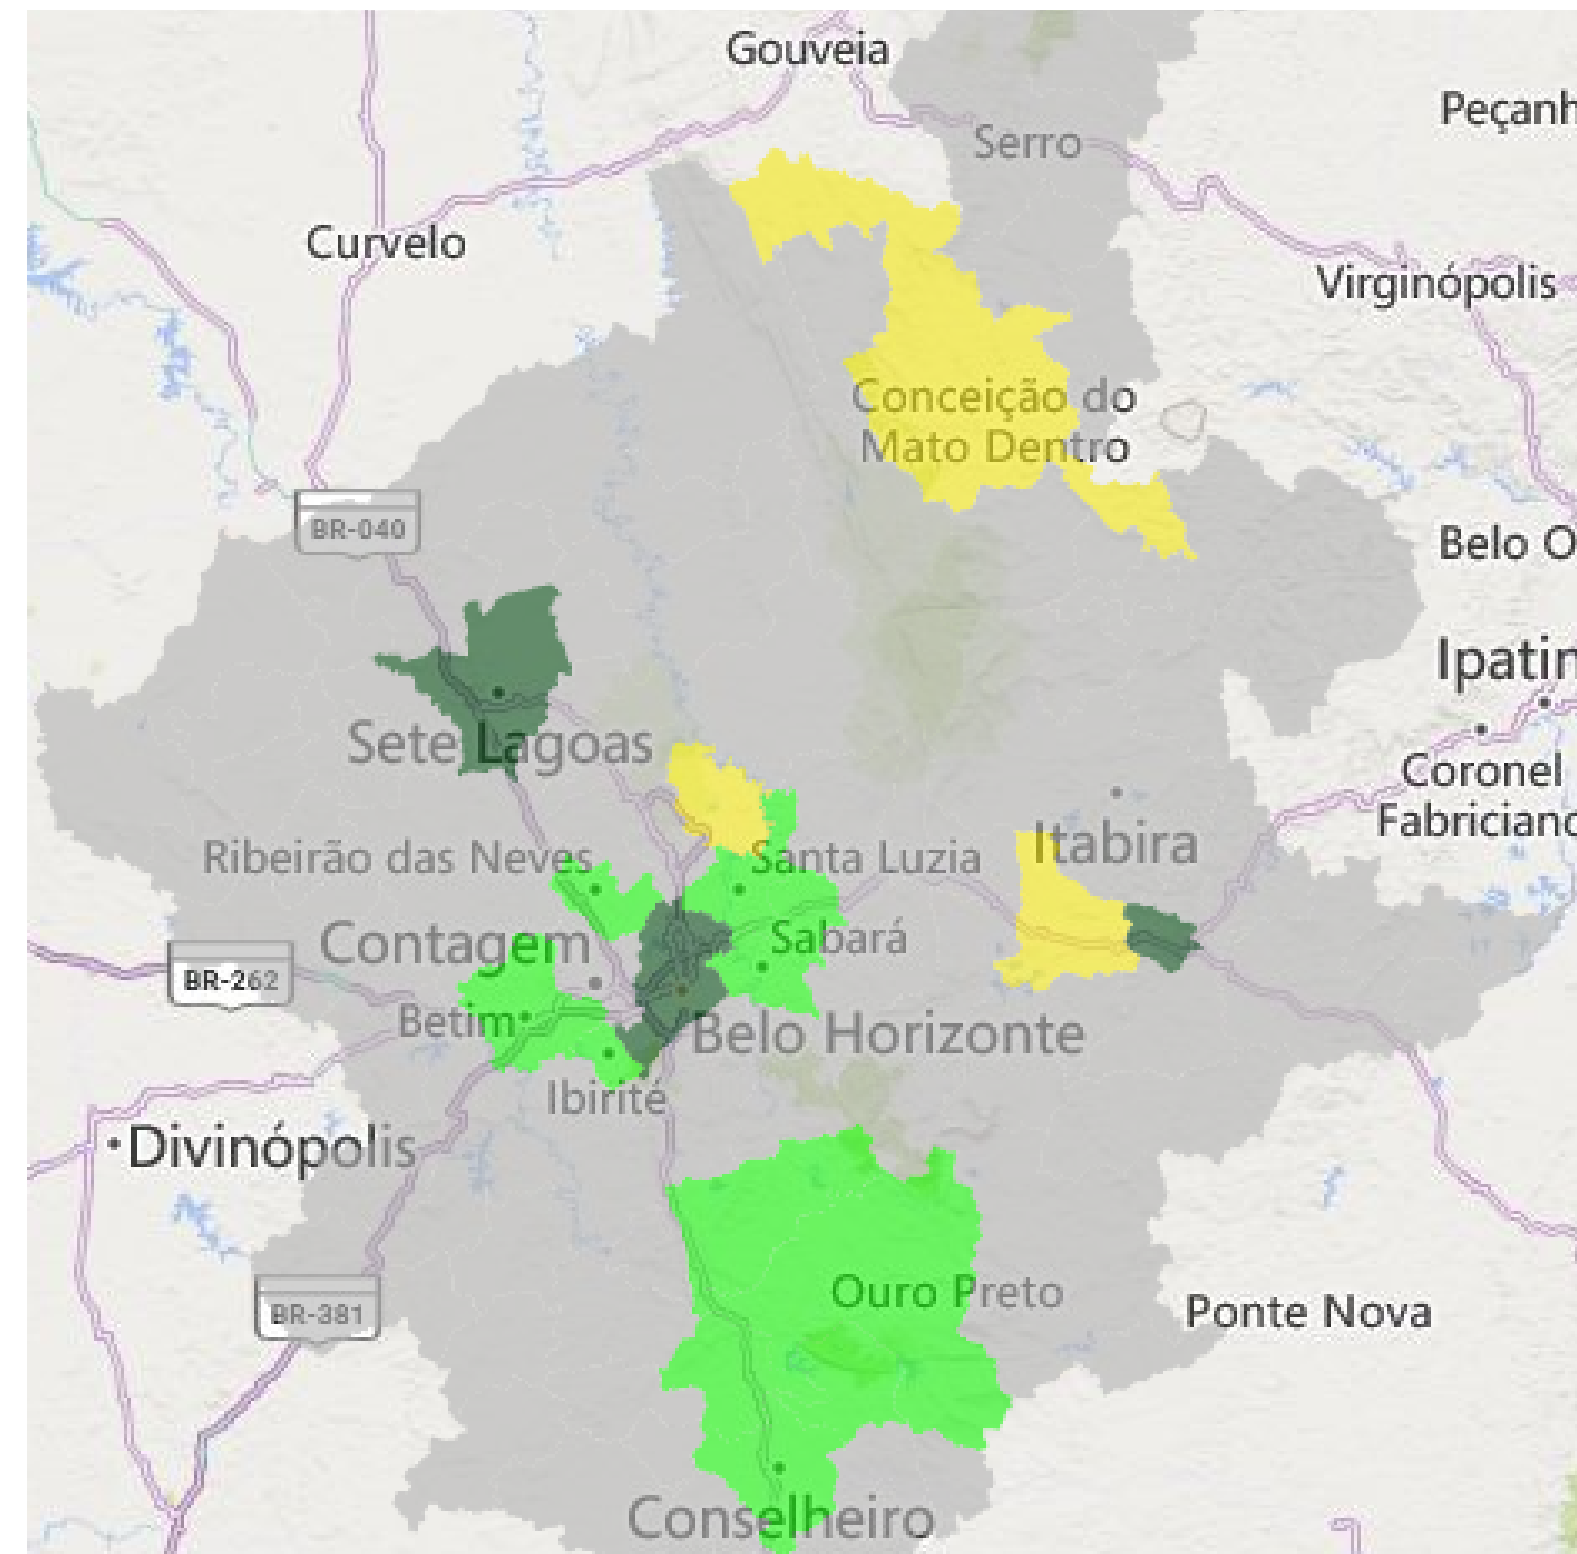 Gouveia
Peçanh
Serro
Curvelo
Virginópolis
Conceição do
Mato Dentro
BR-040
Belo O
Ipatin
Sete Lagoas
Coronel
Fabriciano
Itabira
Ribeirão das Neves
Santa Luzia
Contagem
Sabará
BR-262
Betim
Belo Horizonte
Ibirité
Divinópolis
Ouro Preto
BR-381
Ponte Nova
Conselheiro